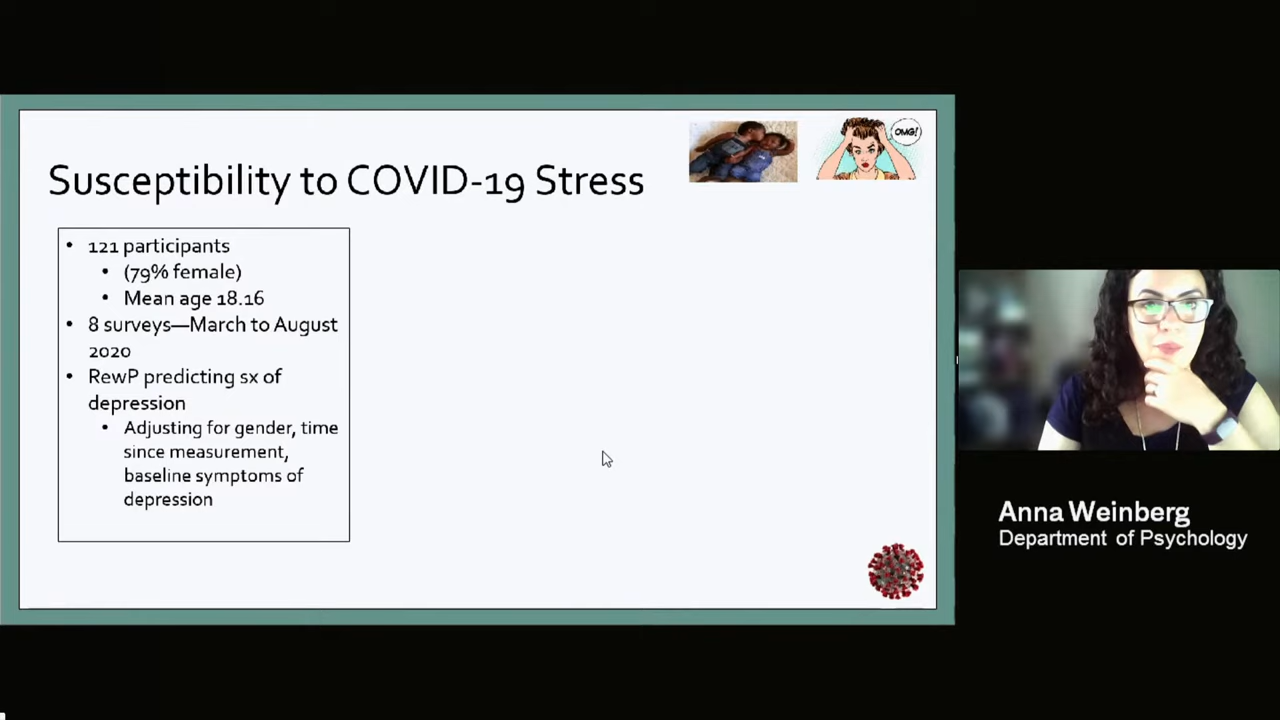 Susceptibility to COVID-19 Stress
OMG!
• 121 participants
• (79% female)
• Mean age 18.16
• 8 surveys—March to August
2020
• RewP predicting sx of
depression
• Adjusting for gender, time
since measurement,
baseline symptoms of
depression
Anna Weinberg
Department of Psychology